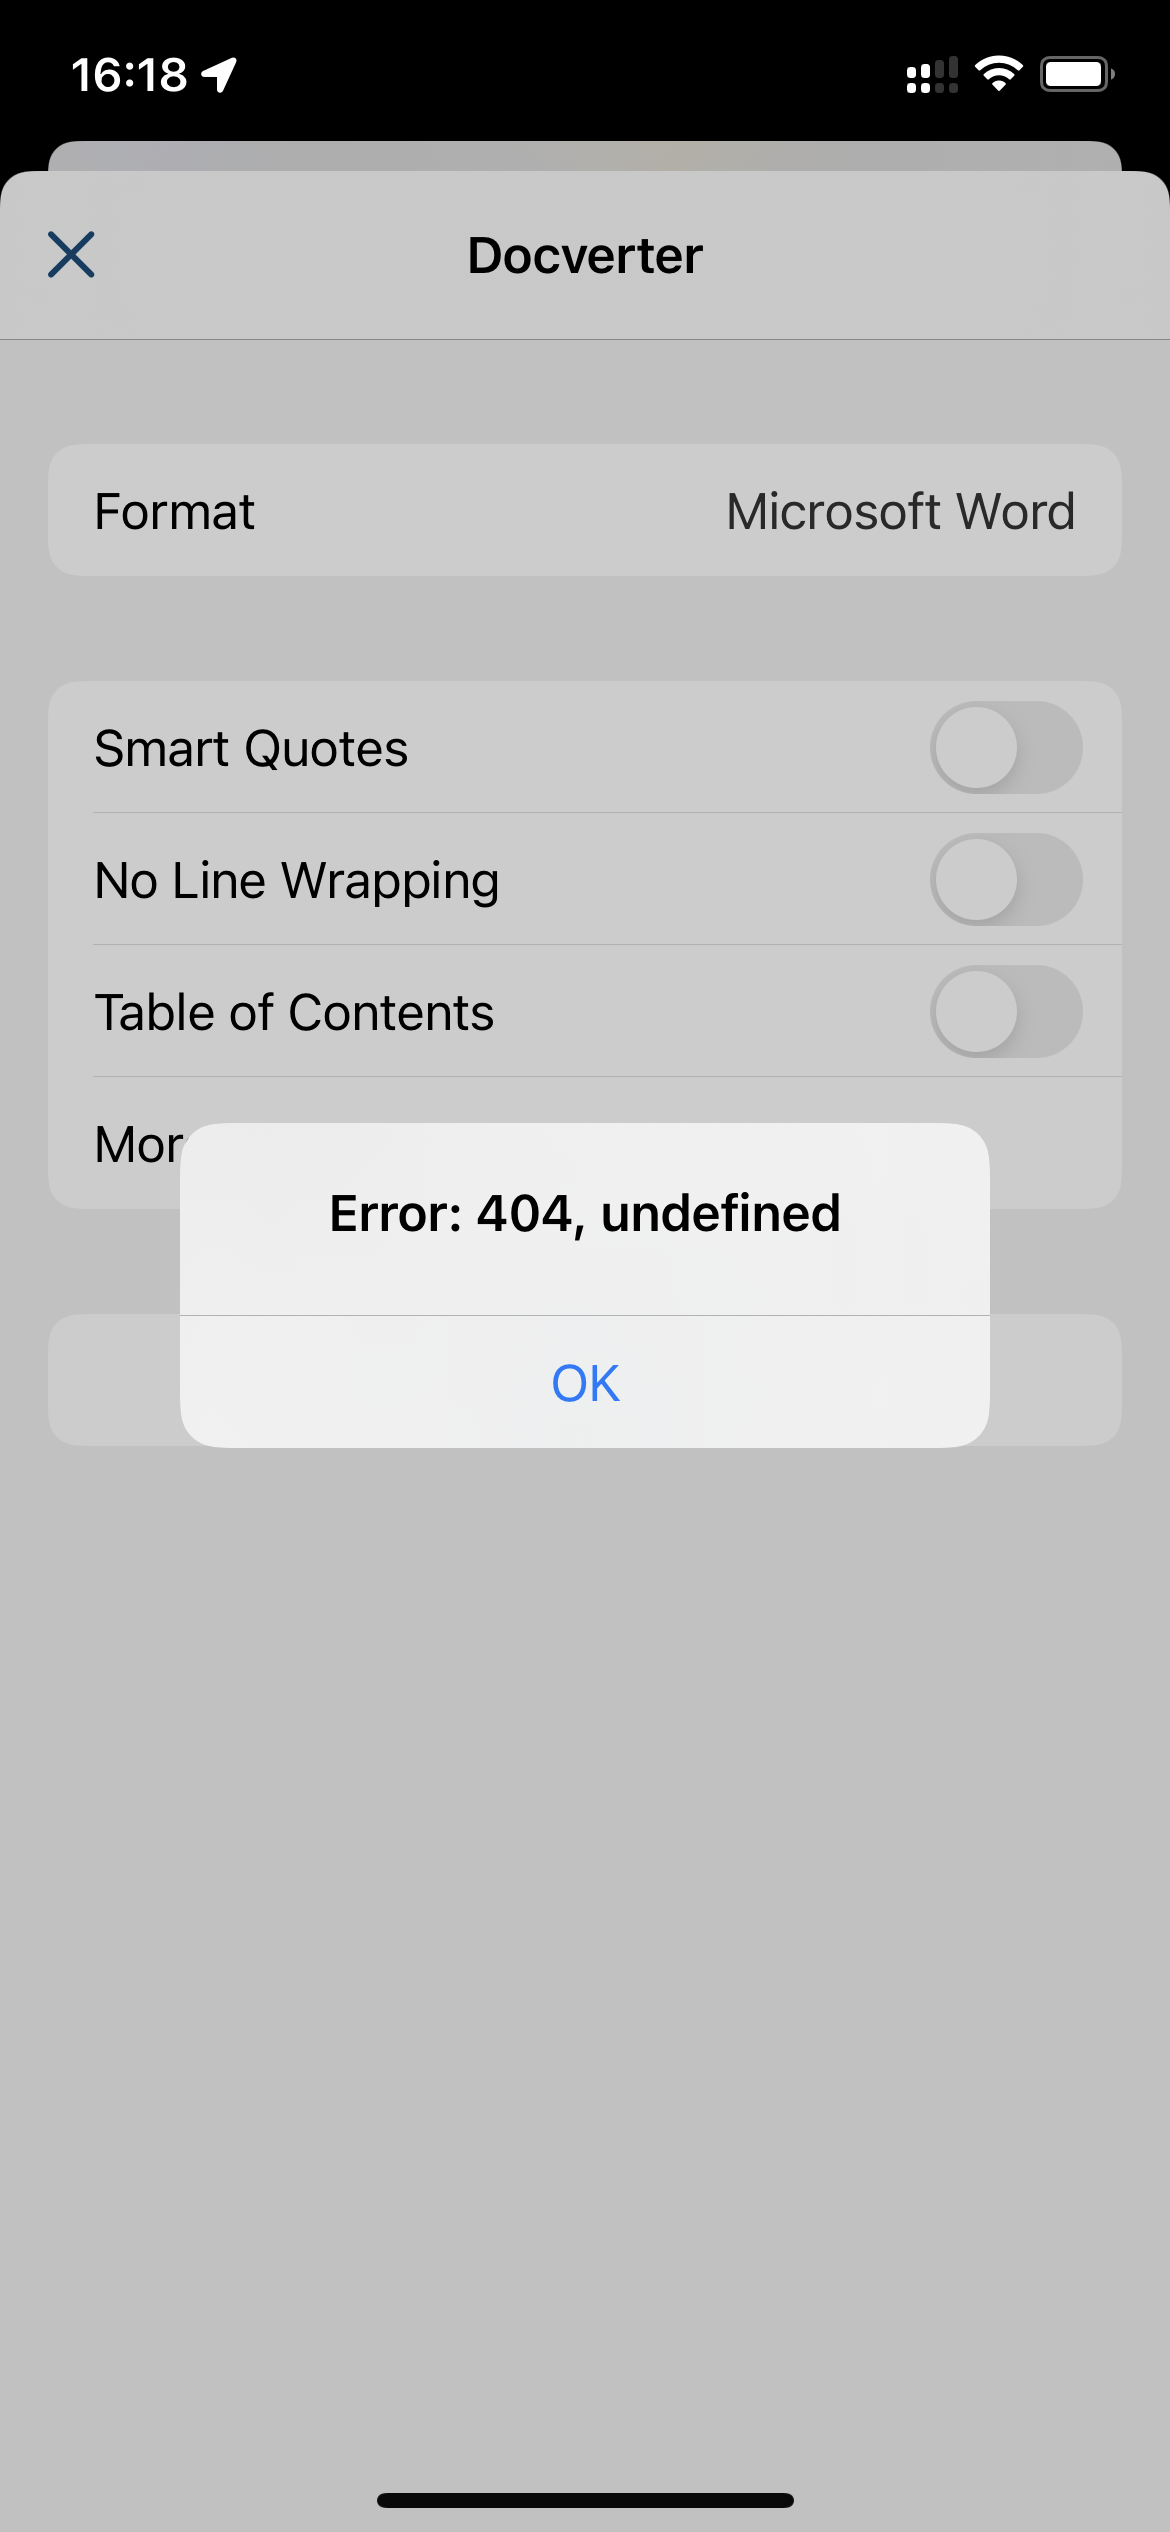 16:18
Docverter
Format
Microsoft Word
Smart Quotes
No Line Wrapping
Table of Contents
Mor
Error: 404, undefined
OK